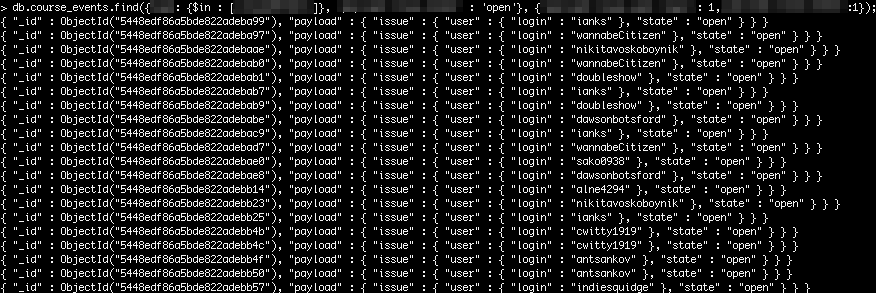 > db.course_events.find({ : {$in : [ ]}, : 'open'}, { : 1, :1});
{ "_id" : ObjectId("5448edf86a5bde822adeba99"), "payload" : { "issue" : { "user" : { "login" : "ianks" }, "state" : "open" } } }
{ "_id" : ObjectId("5448edf86a5bde822adeba97"), "payload" : { "issue" : { "user" : { "login" : "wannabeCitizen" }, "state" : "open" } } }
{ "_id" : ObjectId("5448edf86a5bde822adebaae"), "payload" : { "issue" : { "user" : { "login" : "nikitavoskoboynik" }, "state" : "open" } } }
{ "_id" : ObjectId("5448edf86a5bde822adebab0"), "payload" : { "issue" : { "user" : { "login" : "wannabeCitizen" }, "state" : "open" } } }
{ "_id" : ObjectId("5448edf86a5bde822adebab1"), "payload" : { "issue" : { "user" : { "login" : "doubleshow" }, "state" : "open" } } }
{ "_id" : ObjectId("5448edf86a5bde822adebab7"), "payload" : { "issue" : { "user" : { "login" : "ianks" }, "state" : "open" } } }
{ "_id" : ObjectId("5448edf86a5bde822adebab9"), "payload" : { "issue" : { "user" : { "login" : "doubleshow" }, "state" : "open" } } }
{ "_id" : ObjectId("5448edf86a5bde822adebabe"), "payload" : { "issue" : { "user" : { "login" : "dawsonbotsford" }, "state" : "open" } } }
{ "_id" : ObjectId("5448edf86a5bde822adebac9"), "payload" : { "issue" : { "user" : { "login" : "ianks" }, "state" : "open" } } }
{ "_id" : ObjectId("5448edf86a5bde822adebad7"), "payload" : { "issue" : { "user" : { "login" : "wannabeCitizen" }, "state" : "open" } } }
{ "_id" : ObjectId("5448edf86a5bde822adebae0"), "payload" : { "issue" : { "user" : { "login" : "sako0938" }, "state" : "open" } } }
{ "_id" : ObjectId("5448edf86a5bde822adebae8"), "payload" : { "issue" : { "user" : { "login" : "dawsonbotsford" }, "state" : "open" } } }
{ "_id" : ObjectId("5448edf86a5bde822adebb14"), "payload" : { "issue" : { "user" : { "login" : "alne4294" }, "state" : "open" } } }
{ "_id" : ObjectId("5448edf86a5bde822adebb23"), "payload" : { "issue" : { "user" : { "login" : "nikitavoskoboynik" }, "state" : "open" } } }
{ "_id" : ObjectId("5448edf86a5bde822adebb25"), "payload" : { "issue" : { "user" : { "login" : "ianks" }, "state" : "open" } } }
{ "_id" : ObjectId("5448edf86a5bde822adebb4b"), "payload" : { "issue" : { "user" : { "login" : "cwitty1919" }, "state" : "open" } } }
{ "_id" : ObjectId("5448edf86a5bde822adebb4c"), "payload" : { "issue" : { "user" : { "login" : "cwitty1919" }, "state" : "open" } } }
{ "_id" : ObjectId("5448edf86a5bde822adebb4f"), "payload" : { "issue" : { "user" : { "login" : "antsankov" }, "state" : "open" } } }
{ "_id" : ObjectId("5448edf86a5bde822adebb50"), "payload" : { "issue" : { "user" : { "login" : "antsankov" }, "state" : "open" } } }
{ "_id" : ObjectId("5448edf86a5bde822adebb57"), "payload" : { "issue" : { "user" : { "login" : "indiesquidge" }, "state" : "open" } } }